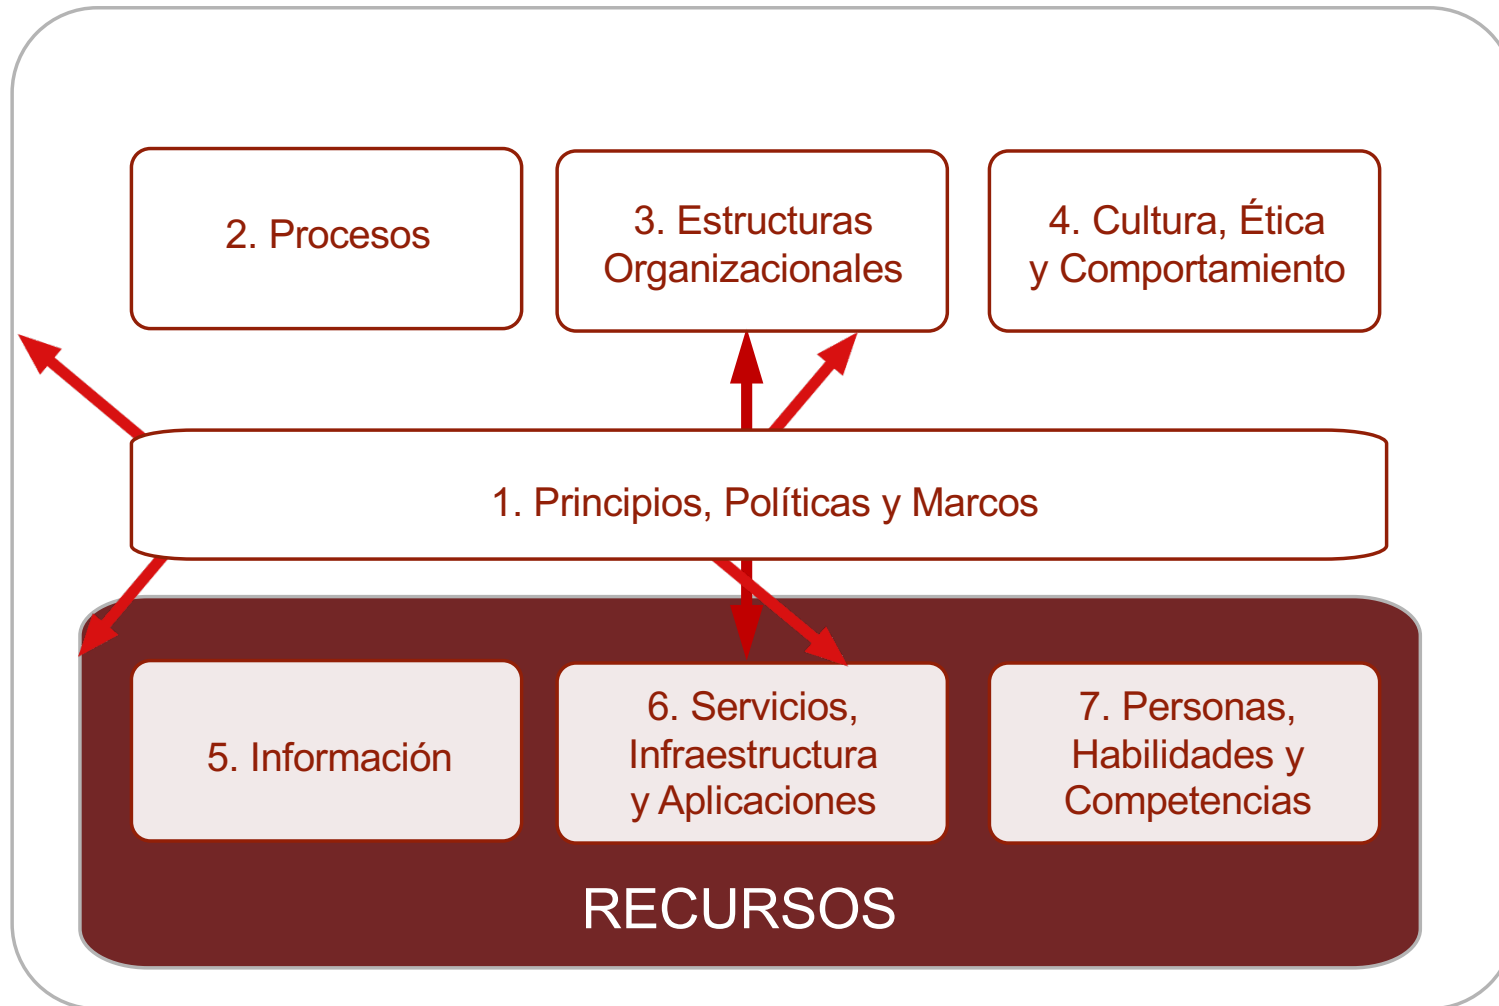 2. Procesos
3. Estructuras
Organizacionales
4. Cultura, Ética
y Comportamiento
1. Principios, Políticas y Marcos
5. Información
6. Servicios,
Infraestructura
y Aplicaciones
7. Personas,
Habilidades y
Competencias
RECURSOS